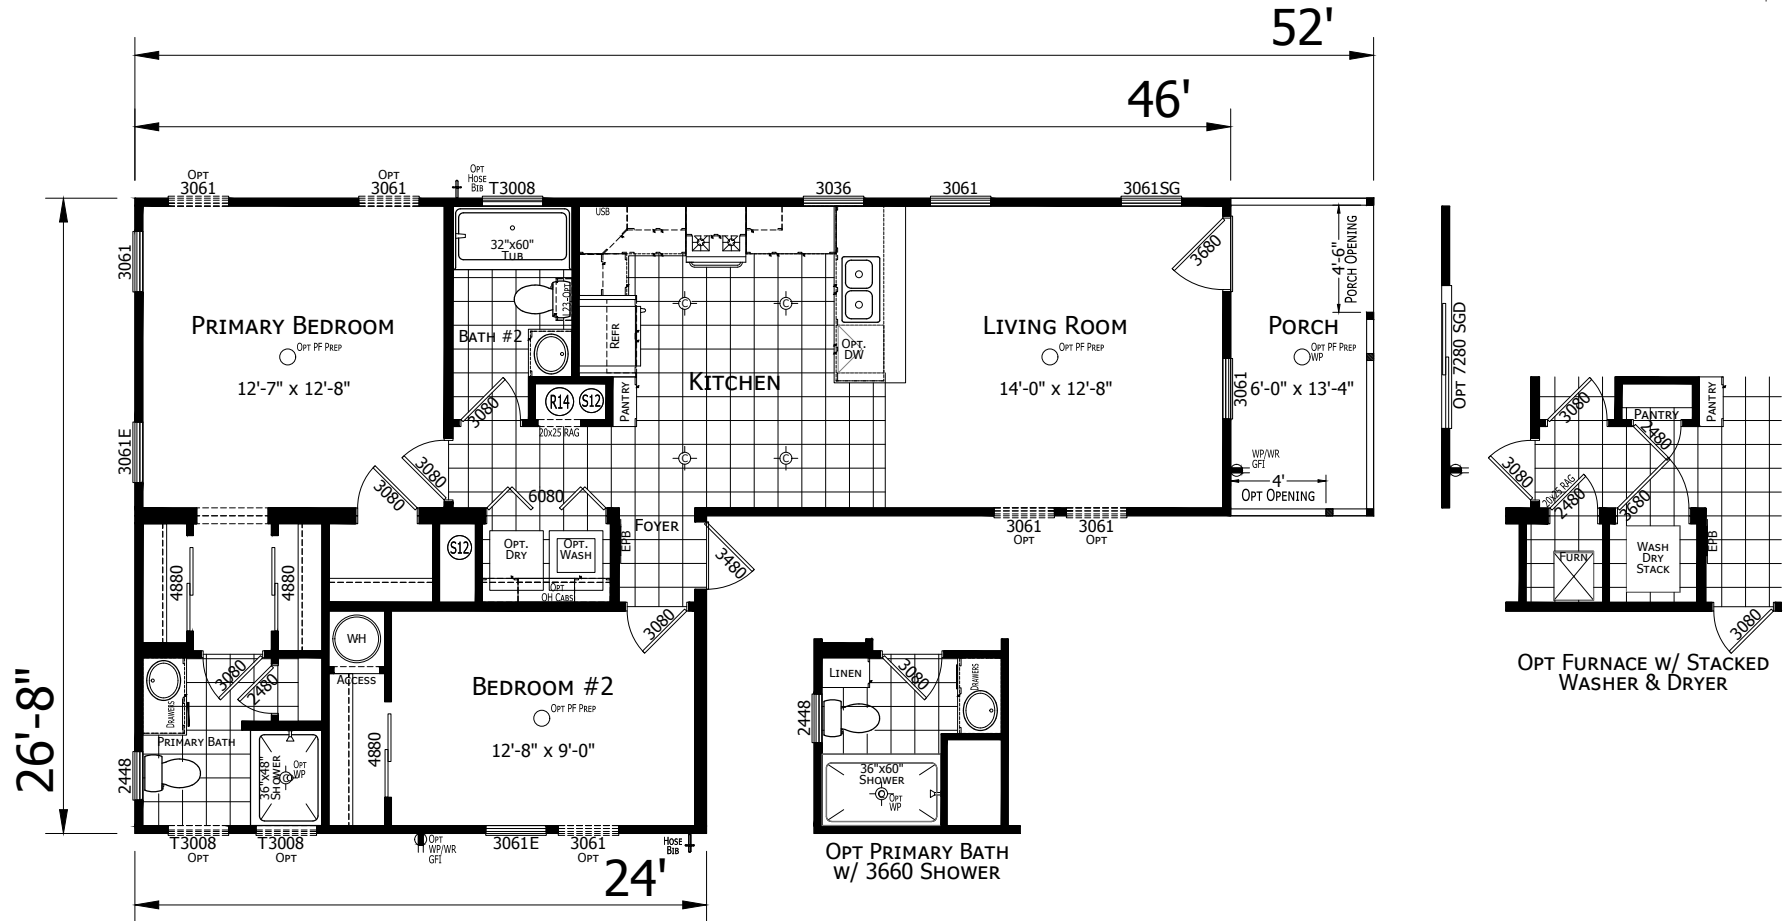 52'
46'
OPT
3061
OPT
3061
OPT
HOSE
BIB
T3008
3036
3061
3061SG
USB
32"x60"
TUB
3061
3680
4'-6"
PORCH OPENING
L23-OPT
PRIMARY BEDROOM
OPT PF PREP
12'-7" x 12'-8"
BATH #2
REFR
OPT.
DW
KITCHEN
LIVING ROOM
OPT PF PREP
14'-0" x 12'-8"
PORCH
OPT PF PREP
WP
6'-0" x 13'-4"
3061
OPT 7280 SGD
3080
R14
S12
PANTRY
20x25 RAG
3061E
3080
3080
6080
WP/WR
GFI
4'
OPT OPENING
3080
PANTRY
PANTRY
2480
3080
20x25 RAG
2480
3680
FURN
WASH
DRY
STACK
EPB
3080
OPT FURNACE W/ STACKED
WASHER & DRYER
FOYER
EPB
3061
OPT
3061
OPT
S12
OPT.
DRY
OPT.
WASH
OPT
OH CABS
3480
4880
4880
3080
WH
ACCESS
3080
2480
DRAWERS
PRIMARY BATH
2448
36"x48"
SHOWER
OPT
WP
BEDROOM #2
OPT PF PREP
12'-8" x 9'-0"
4880
LINEN
3080
DRAWERS
2448
36"x60"
SHOWER
OPT
WP
OPT PRIMARY BATH
W/ 3660 SHOWER
26'-8"
T3008
OPT
T3008
OPT
OPT
WP/WR
GFI
3061E
3061
OPT
HOSE
BIB
24'